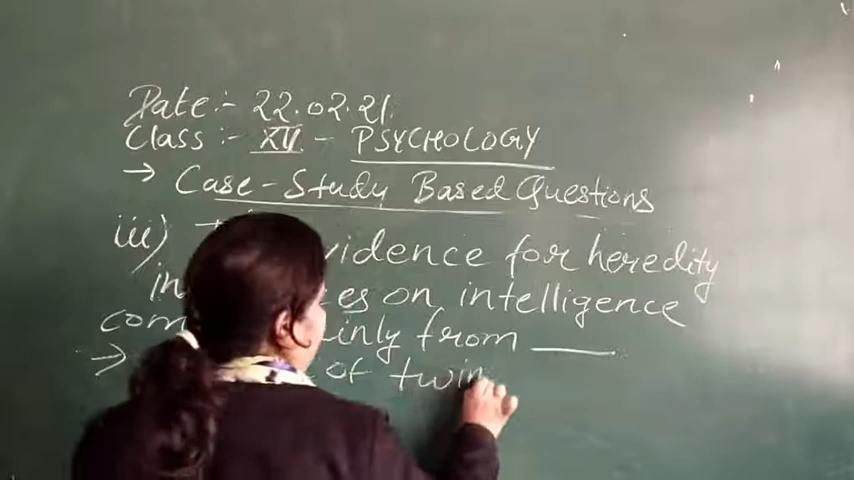 Date :- 22.02.21.
Class :- XII - PSYCHOLOGY
→ Case-Study Based Questions
iii) evidence for heredity
in es on intelligence
com inly from ____
→ of twin